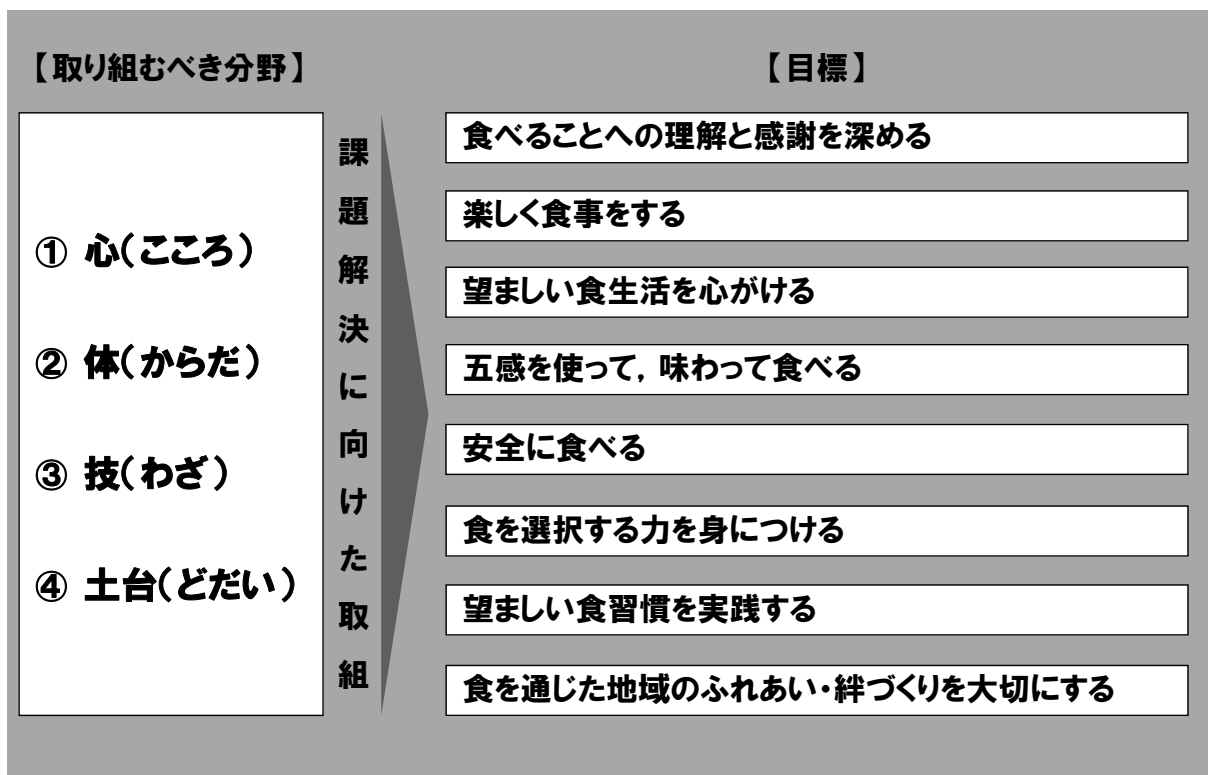 【取り組むべき分野】
① 心(こころ)
② 体(からだ)
③ 技(わざ)
④ 土台(どだい)
課題解決に向けた取組
【目標】
食べることへの理解と感謝を深める
楽しく食事をする
望ましい食生活を心がける
五感を使って，味わって食べる
安全に食べる
食を選択する力を身につける
望ましい食習慣を実践する
食を通じた地域のふれあい・絆づくりを大切にする